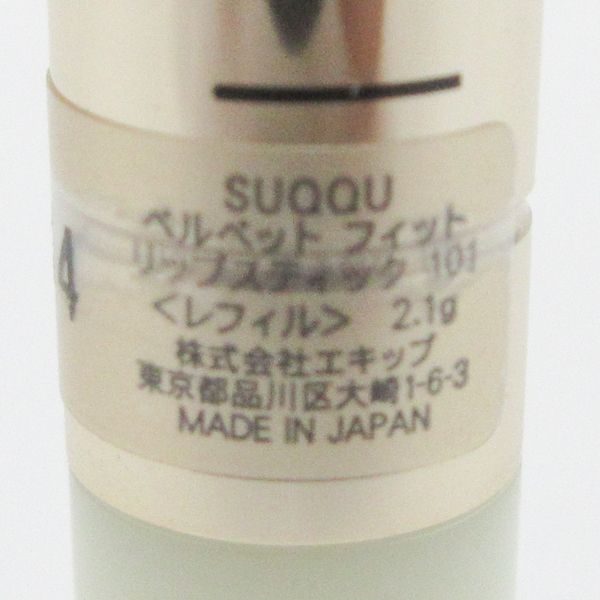 SUQQU
ベルベット フィット
リップスティック 101
<レフィル> 2.1g
株式会社エキップ
東京都品川区大崎1-6-3
MADE IN JAPAN
4